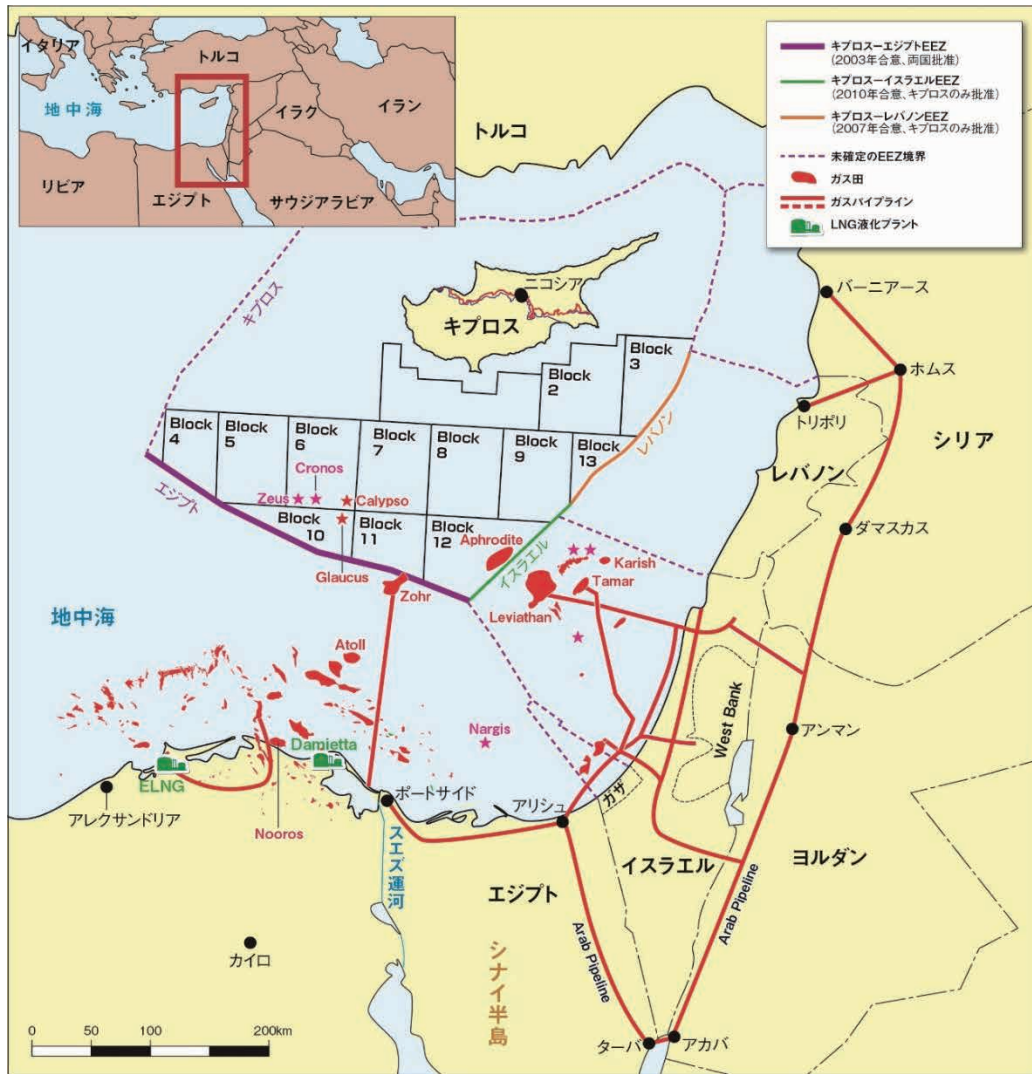 イタリア
トルコ
地中海
イラク
イラン
リビア
エジプト
サウジアラビア
キプロスーエジプトEEZ
(2003年合意、両国批准)
キプロスーイスラエルEEZ
(2010年合意、キプロスのみ批准)
キプロスーレバノンEEZ
(2007年合意、キプロスのみ批准)
未確定のEEZ境界
ガス田
ガスパイプライン
LNG液化プラント
トルコ
キプロス
ニコシア
キプロス
バーニアース
ホムス
トリポリ
シリア
レバノン
ダマスカス
Block
3
Block
2
Block
4
Block
5
Block
6
Block
7
Block
8
Block
9
Block
13
レバノン
Cronos
Zeus
Calypso
エジプト
Block
10
Block
11
Block
12
Aphrodite
イスラエル
Glaucus
Zohr
Karish
Tamar
Leviathan
地中海
Atoll
Nargis
West Bank
アンマン
Damietta
ELNG
アレクサンドリア
Nooros
ポートサイド
アリシュ
ガザ
スエズ運河
エジプト
イスラエル
ヨルダン
Arab Pipeline
Arab Pipeline
カイロ
シナイ半島
ターバ
アカバ
0
50
100
200km